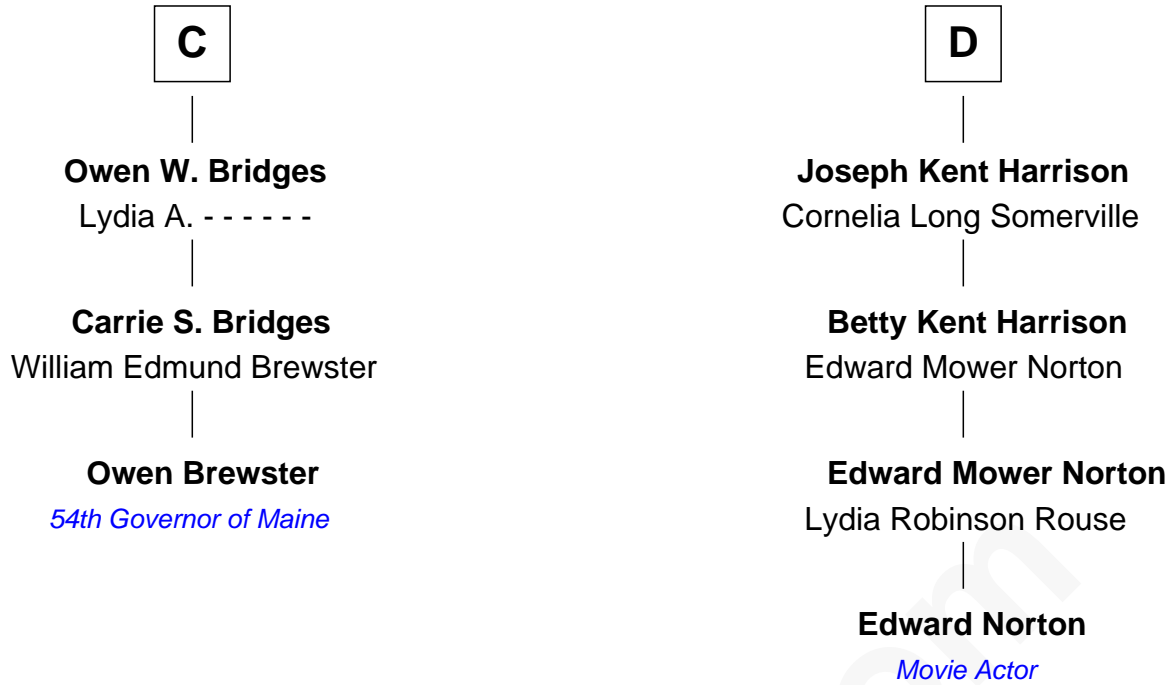 C
Owen W. Bridges
Lydia A. - - - - - -
Carrie S. Bridges
William Edmund Brewster
Owen Brewster
54th Governor of Maine
D
Joseph Kent Harrison
Cornelia Long Somerville
Betty Kent Harrison
Edward Mower Norton
Edward Mower Norton
Lydia Robinson Rouse
Edward Norton
Movie Actor